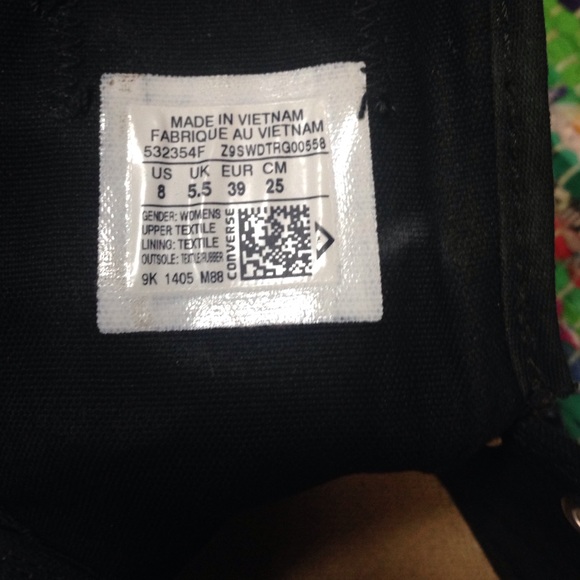 MADE IN VIETNAM
FABRIQUE AU VIETNAM
532354F Z9SWDTRG00558
US UK EUR CM
8 5.5 39 25
GENDER: WOMENS
UPPER TEXTILE
LINING: TEXTILE
OUTSOLE: TEXTILE/RUBBER
CONVERSE
9K 1405 M88